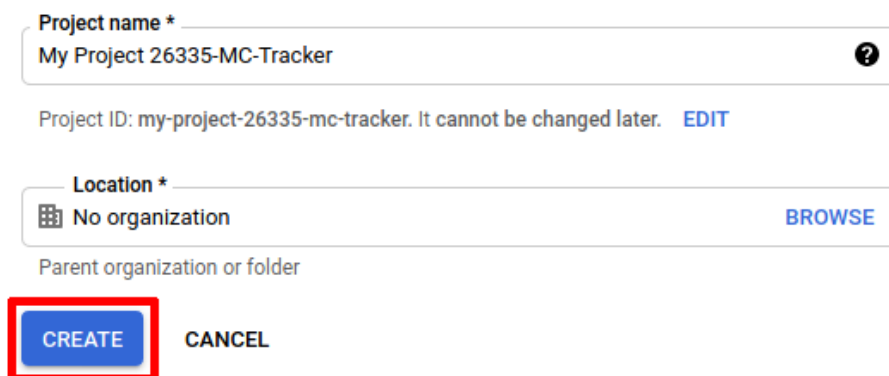 Project name *
My Project 26335-MC-Tracker
Project ID: my-project-26335-mc-tracker. It cannot be changed later. EDIT
Location *
No organization BROWSE
Parent organization or folder
CREATE CANCEL